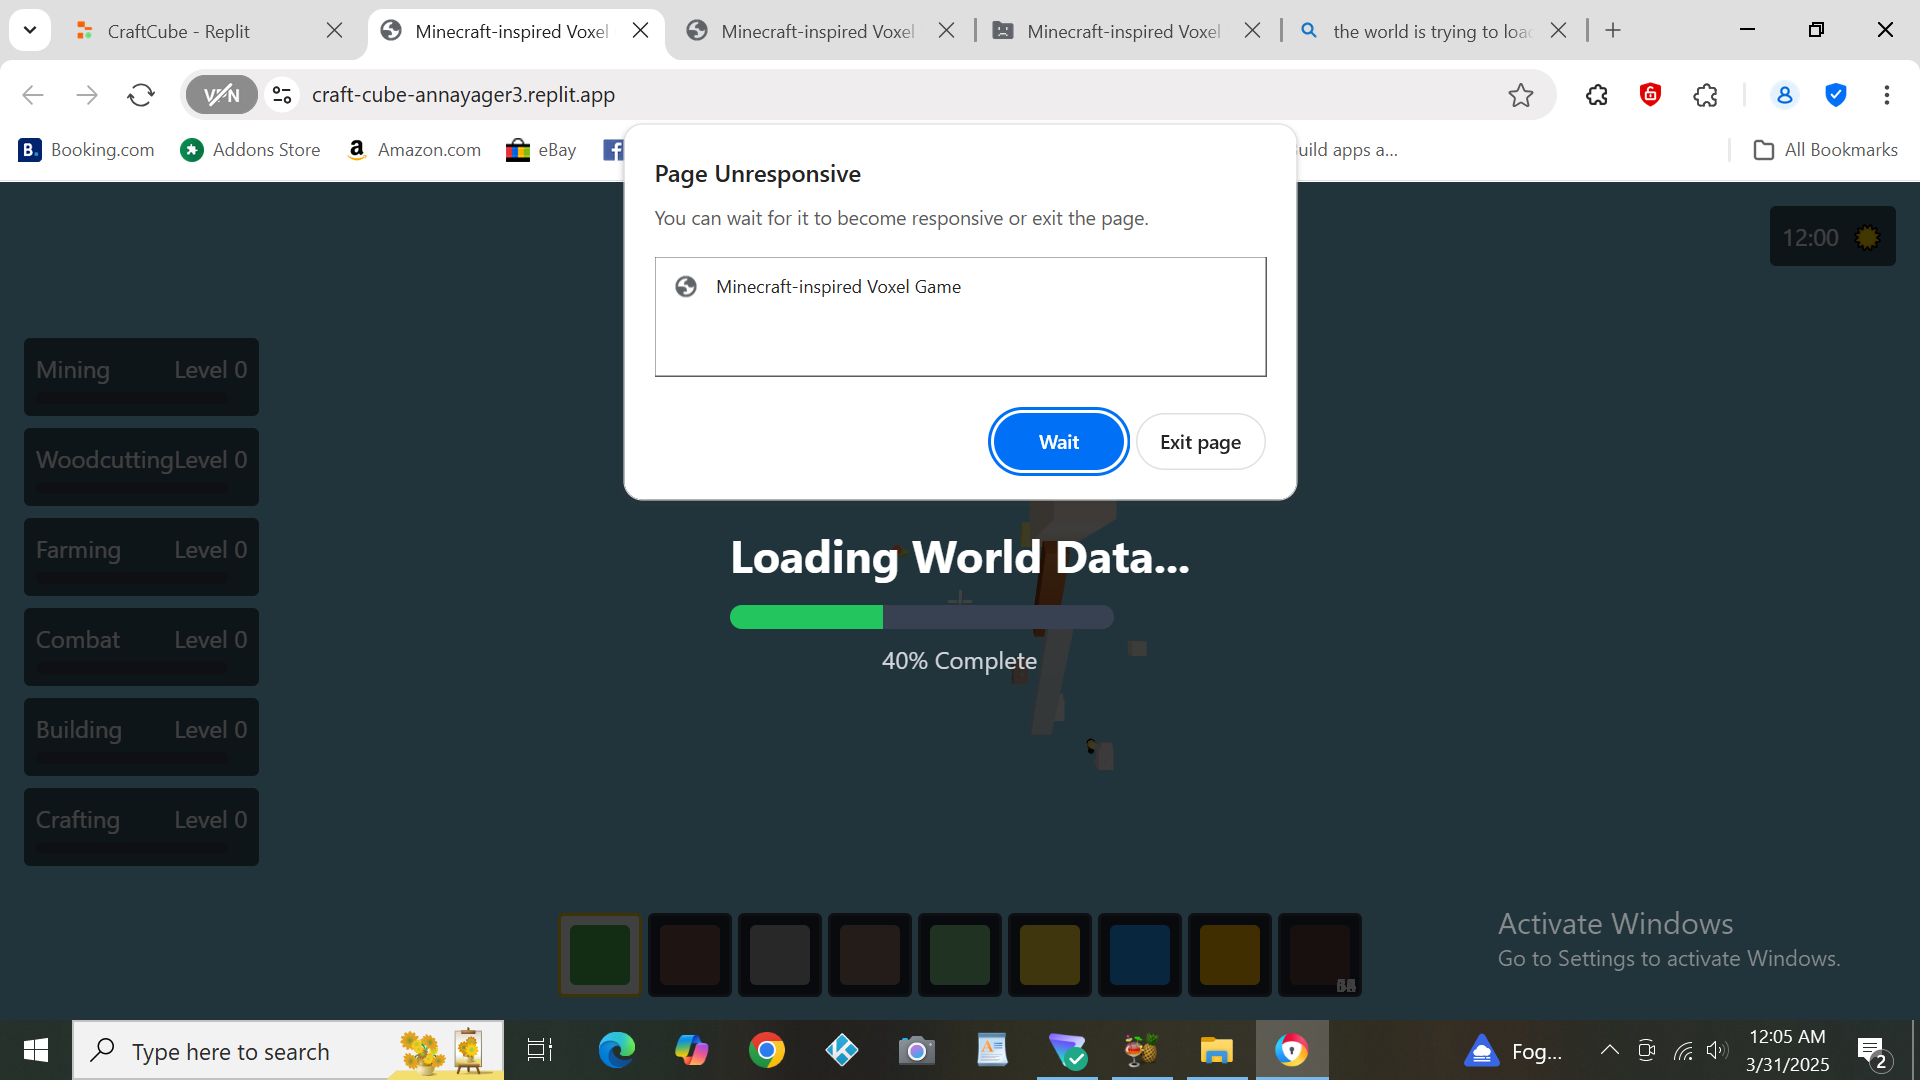 CraftCube - Replit
Minecraft-inspired Voxel
Minecraft-inspired Voxel
Minecraft-inspired Voxel
the world is trying to loa
VPN
craft-cube-annayager3.replit.app
B. Booking.com
Addons Store
a Amazon.com
eBay
uild apps a...
All Bookmarks
Page Unresponsive
You can wait for it to become responsive or exit the page.
Minecraft-inspired Voxel Game
Wait
Exit page
12:00
Mining Level 0
Woodcutting Level 0
Farming Level 0
Combat Level 0
Building Level 0
Crafting Level 0
Loading World Data...
40% Complete
Activate Windows
Go to Settings to activate Windows.
Type here to search
Fog...
12:05 AM
3/31/2025
2